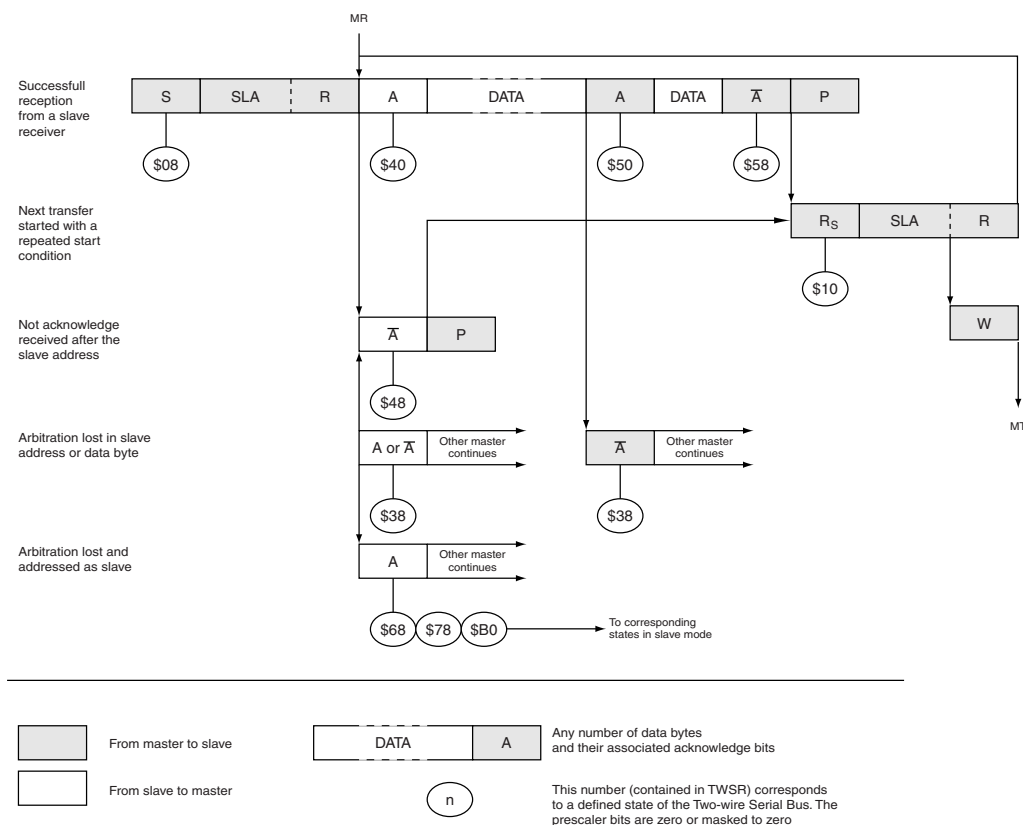 MR
Successfull
reception
from a slave
receiver
S SLA R A DATA A DATA A̅ P
$08 $40 $50 $58
Next transfer
started with a
repeated start
condition
RS SLA R
$10
Not acknowledge
received after the
slave address
A̅ P
W
$48
MT
Arbitration lost in slave
address or data byte
A or A̅
Other master
continues
A̅
Other master
continues
$38 $38
Arbitration lost and
addressed as slave
A
Other master
continues
$68 $78 $B0
To corresponding
states in slave mode
From master to slave
DATA A
Any number of data bytes
and their associated acknowledge bits
From slave to master
n
This number (contained in TWSR) corresponds
to a defined state of the Two-wire Serial Bus. The
prescaler bits are zero or masked to zero